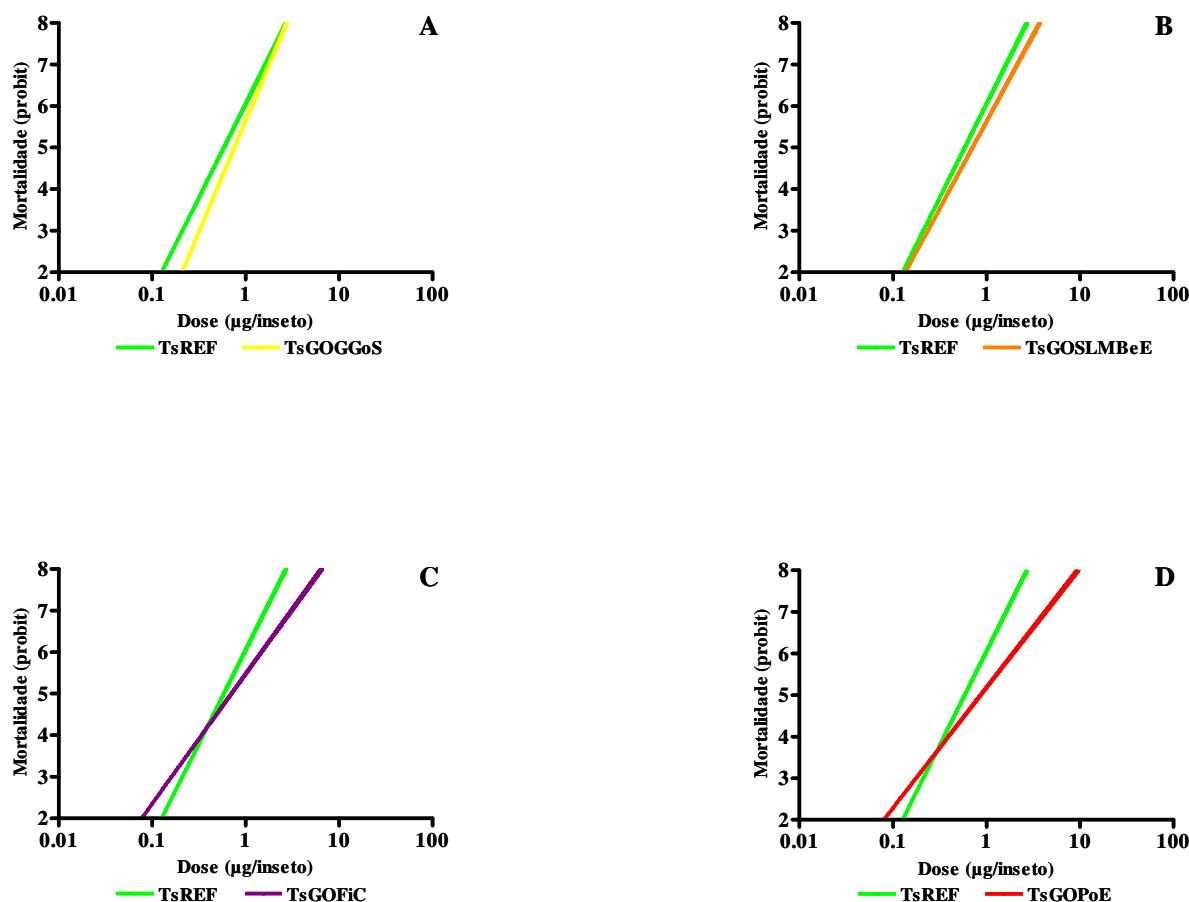 A
Mortalidade (probit)
8
7
6
5
4
3
2
0.01 0.1 1 10 100
Dose (µg/inseto)
TsREF TsGOGGoS
B
Mortalidade (probit)
8
7
6
5
4
3
2
0.01 0.1 1 10 100
Dose (µg/inseto)
TsREF TsGOSLMBeE
C
Mortalidade (probit)
8
7
6
5
4
3
2
0.01 0.1 1 10 100
Dose (µg/inseto)
TsREF TsGOFiC
D
Mortalidade (probit)
8
7
6
5
4
3
2
0.01 0.1 1 10 100
Dose (µg/inseto)
TsREF TsGOPoE